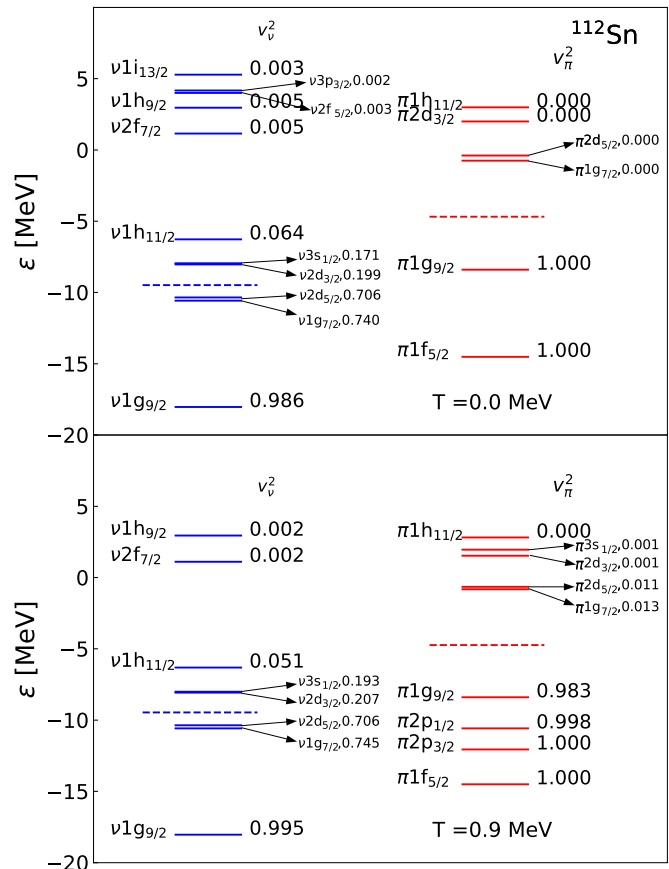 v²_ν
¹¹²Sn
v²_π
ν1i₁₃/₂ 0.003
ν3p₃/₂,0.002
ν1h₉/₂ 0.005
ν2f ₅/₂,0.003
ν2f₇/₂ 0.005
π1h₁₁/₂ 0.000
π2d₃/₂ 0.000
π2d₅/₂,0.000
π1g₇/₂,0.000
ν1h₁₁/₂ 0.064
ν3s₁/₂,0.171
ν2d₃/₂,0.199
ν2d₅/₂,0.706
ν1g₇/₂,0.740
π1g₉/₂ 1.000
π1f₅/₂ 1.000
ν1g₉/₂ 0.986
T =0.0 MeV
5
0
−5
−10
−15
−20
ε [MeV]
v²_ν
v²_π
ν1h₉/₂ 0.002
ν2f₇/₂ 0.002
π1h₁₁/₂ 0.000
π3s₁/₂,0.001
π2d₃/₂,0.001
π2d₅/₂,0.011
π1g₇/₂,0.013
ν1h₁₁/₂ 0.051
ν3s₁/₂,0.193
ν2d₃/₂,0.207
ν2d₅/₂,0.706
ν1g₇/₂,0.745
π1g₉/₂ 0.983
π2p₁/₂ 0.998
π2p₃/₂ 1.000
π1f₅/₂ 1.000
ν1g₉/₂ 0.995
T =0.9 MeV
5
0
−5
−10
−15
−20
ε [MeV]